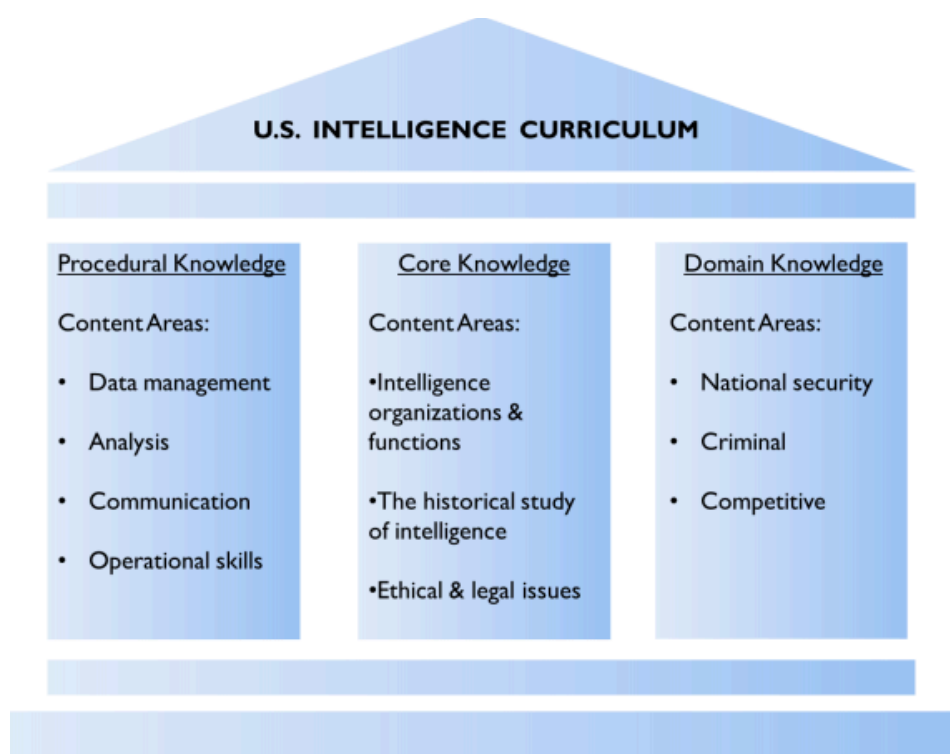 U.S. INTELLIGENCE CURRICULUM
Procedural Knowledge
Content Areas:
• Data management
• Analysis
• Communication
• Operational skills
Core Knowledge
Content Areas:
•Intelligence
organizations &
functions
•The historical study
of intelligence
•Ethical & legal issues
Domain Knowledge
Content Areas:
• National security
• Criminal
• Competitive